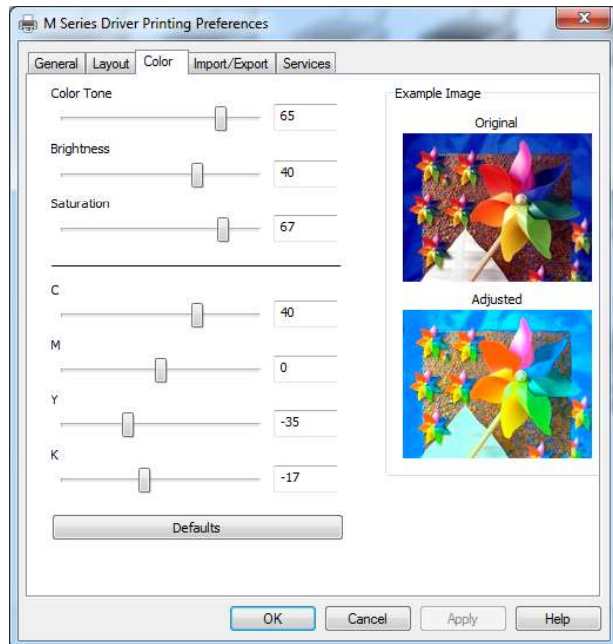 M Series Driver Printing Preferences
General Layout Color Import/Export Services
Color Tone
65
Brightness
40
Saturation
67
C
40
M
0
Y
-35
K
-17
Defaults
Example Image
Original
Adjusted
OK Cancel Apply Help